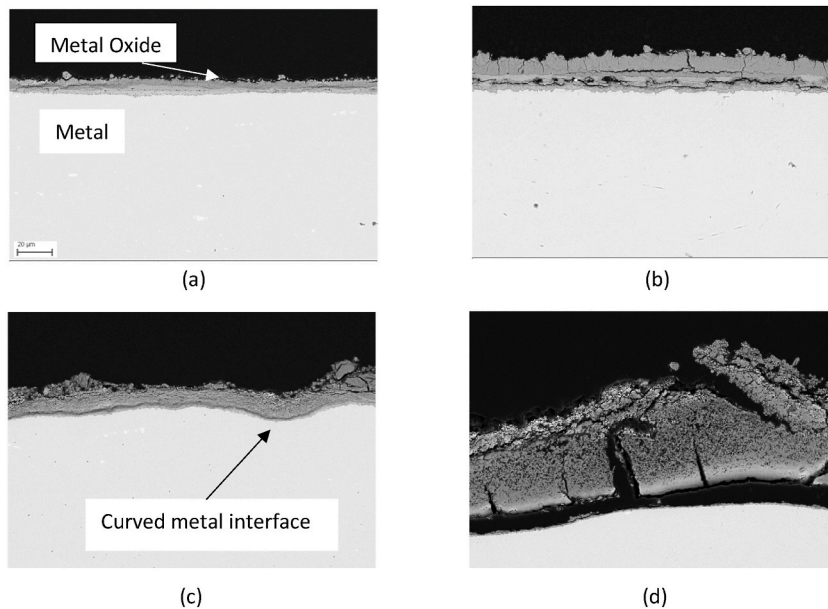 Metal Oxide
Metal
20 µm
(a)
(b)
Curved metal interface
(c)
(d)